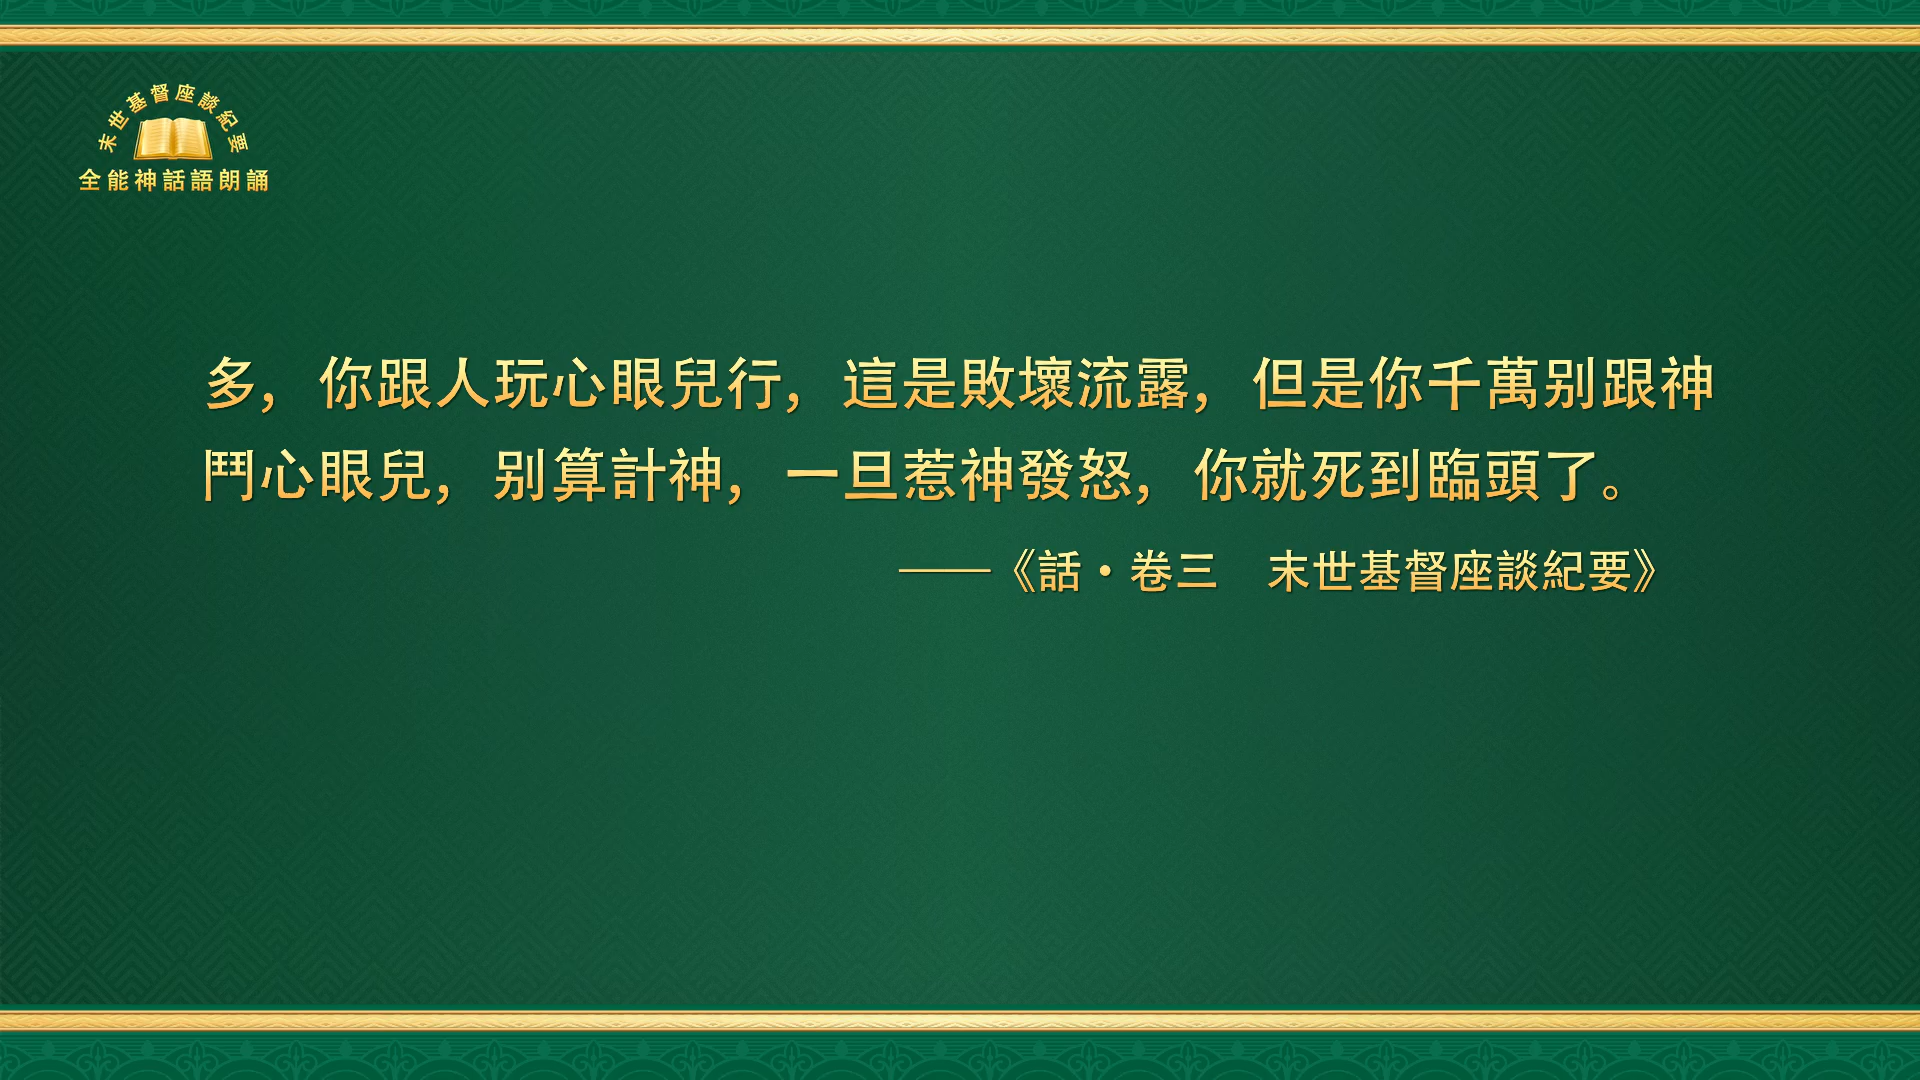 末世基督座談紀要
全能神話語朗誦
多，你跟人玩心眼兒行，這是敗壞流露，但是你千萬别跟神
鬥心眼兒，别算計神，一旦惹神發怒，你就死到臨頭了。
——《話・卷三　末世基督座談紀要》